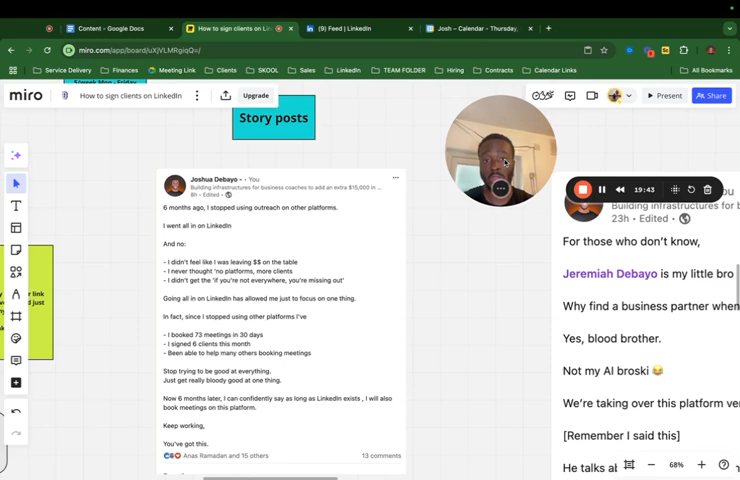 Content - Google Docs
How to sign clients on Lin
(9) Feed | LinkedIn
Josh – Calendar - Thursday,
miro.com/app/board/uXjVLMRgiqQ=/
Service Delivery
Finances
Meeting Link
Clients
SKOOL
Sales
LinkedIn
TEAM FOLDER
Hiring
Contracts
Calendar Links
All Bookmarks
miro
How to sign clients on LinkedIn
Upgrade
Present
Share
Story posts
19:43
Joshua Debayo • You
Building infrastructures for business coaches to add an extra $15,000 in ...
8h • Edited •
6 months ago, I stopped using outreach on other platforms.
I went all in on LinkedIn
And no:
- I didn't feel like I was leaving $$ on the table
- I never thought 'no platforms, more clients
- I didn't get the 'if you're not everywhere, you're missing out'
Going all in on LinkedIn has allowed me just to focus on one thing.
In fact, since I stopped using other platforms I've
- I booked 73 meetings in 30 days
- I signed 6 clients this month
- Been able to help many others booking meetings
Stop trying to be good at everything.
Just get really bloody good at one thing.
Now 6 months later, I can confidently say as long as LinkedIn exists , I will also
book meetings on this platform.
Keep working,
You've got this.
Anas Ramadan and 15 others
13 comments
r link
d just
ou
Building infrastructures for b
23h • Edited •
For those who don't know,
Jeremiah Debayo is my little bro
Why find a business partner when
Yes, blood brother.
Not my AI broski 😂
We're taking over this platform ver
[Remember I said this]
He talks ab
68%